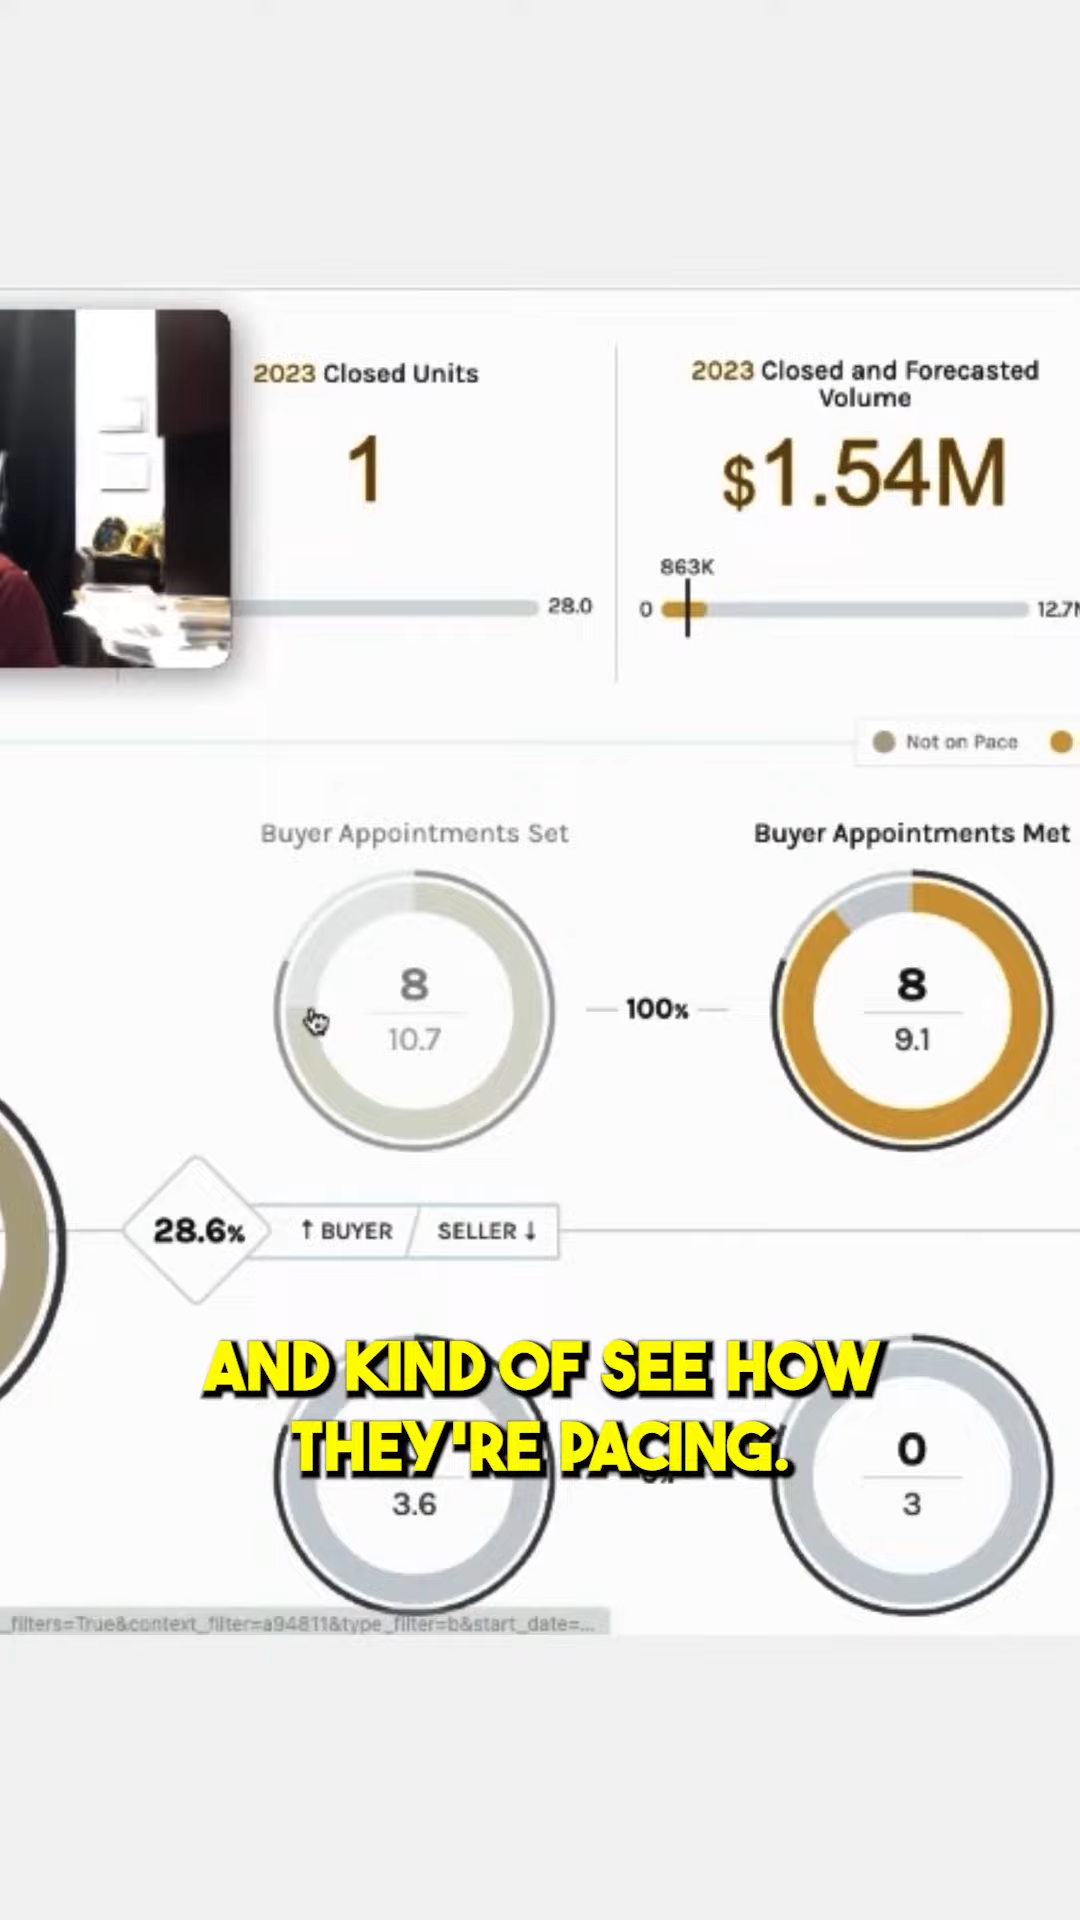 2023 Closed Units
1
28.0
2023 Closed and Forecasted
Volume
$1.54M
863K
0
12.7M
Not on Pace
Buyer Appointments Set
8
10.7
100%
Buyer Appointments Met
8
9.1
28.6%
↑ BUYER
SELLER ↓
AND KIND OF SEE HOW
THEY'RE PACING.
3.6
0
3
_filters=True&context_filter=a94811&type_filter=b&start_date=...